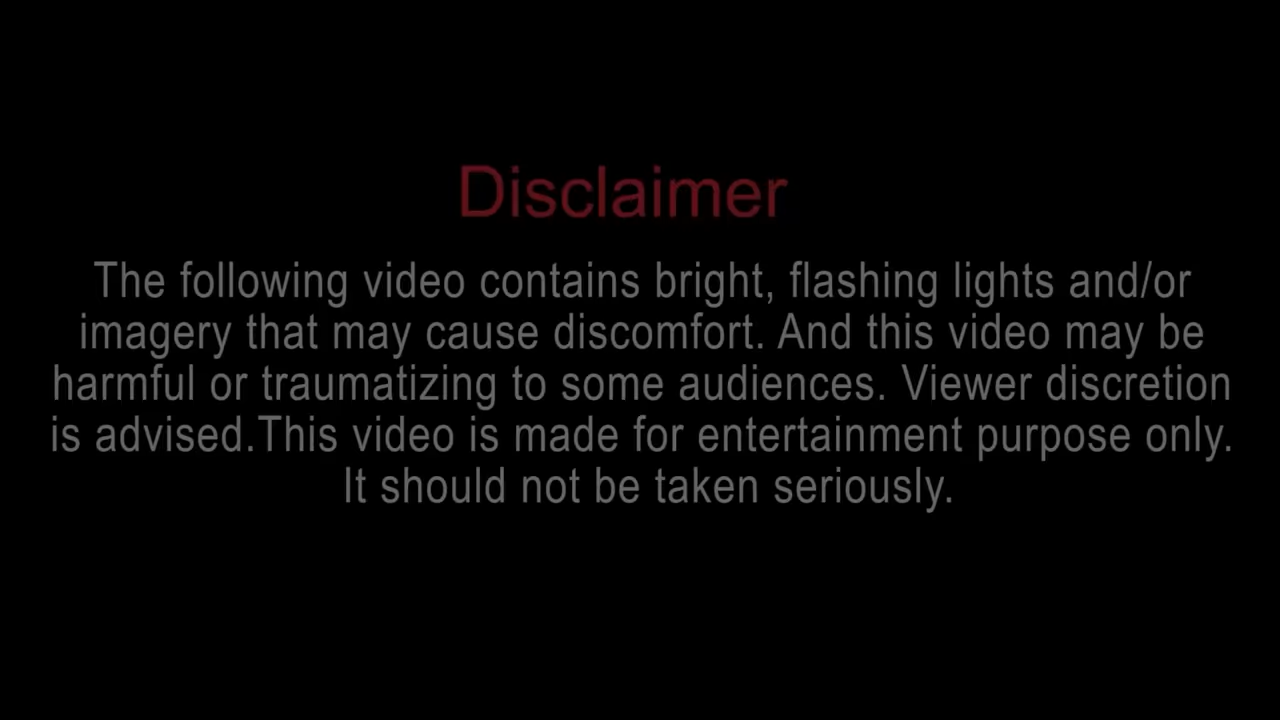 Disclaimer
The following video contains bright, flashing lights and/or
imagery that may cause discomfort. And this video may be
harmful or traumatizing to some audiences. Viewer discretion
is advised.This video is made for entertainment purpose only.
It should not be taken seriously.